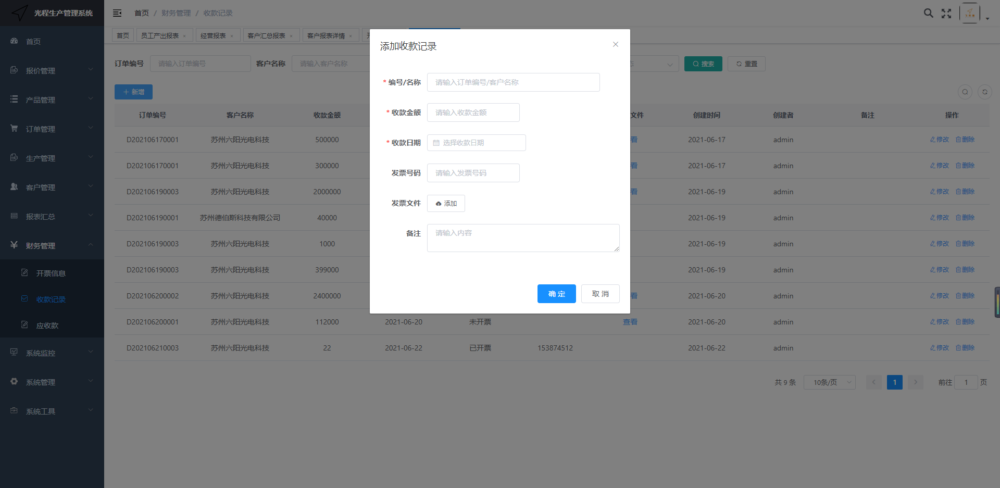 光程生产管理系统
首页 / 财务管理 / 收款记录
首页
员工产出报表 ×
经营报表 ×
客户汇总报表 ×
客户报表详情 ×
订单编号 请输入订单编号 客户名称 请输入客户名称
搜索
重置
新增
首页
报价管理
产品管理
订单管理
生产管理
客户管理
报表汇总
财务管理
开票信息
收款记录
应收款
系统监控
系统管理
系统工具
添加收款记录
* 编号/名称 请输入订单编号/客户名称
* 收款金额 请输入收款金额
* 收款日期 选择收款日期
发票号码 请输入发票号码
发票文件 添加
备注 请输入内容
确 定 取 消
订单编号 客户名称 收款金额 文件 创建时间 创建者 备注 操作
D202106170001 苏州六阳光电科技 500000 看 2021-06-17 admin 修改 删除
D202106170001 苏州六阳光电科技 300000 看 2021-06-17 admin 修改 删除
D202106190003 苏州六阳光电科技 2000000 看 2021-06-19 admin 修改 删除
D202106190001 苏州德伯斯科技有限公司 40000 2021-06-19 admin 修改 删除
D202106190003 苏州六阳光电科技 1000 2021-06-19 admin 修改 删除
D202106190003 苏州六阳光电科技 399000 2021-06-19 admin 修改 删除
D202106200002 苏州六阳光电科技 2400000 看 2021-06-20 admin 修改 删除
D202106200001 苏州六阳光电科技 112000 2021-06-20 未开票 查看 2021-06-20 admin 修改 删除
D202106210003 苏州六阳光电科技 22 2021-06-22 已开票 153874512 2021-06-22 admin 修改 删除
共 9 条 10条/页 1 前往 1 页